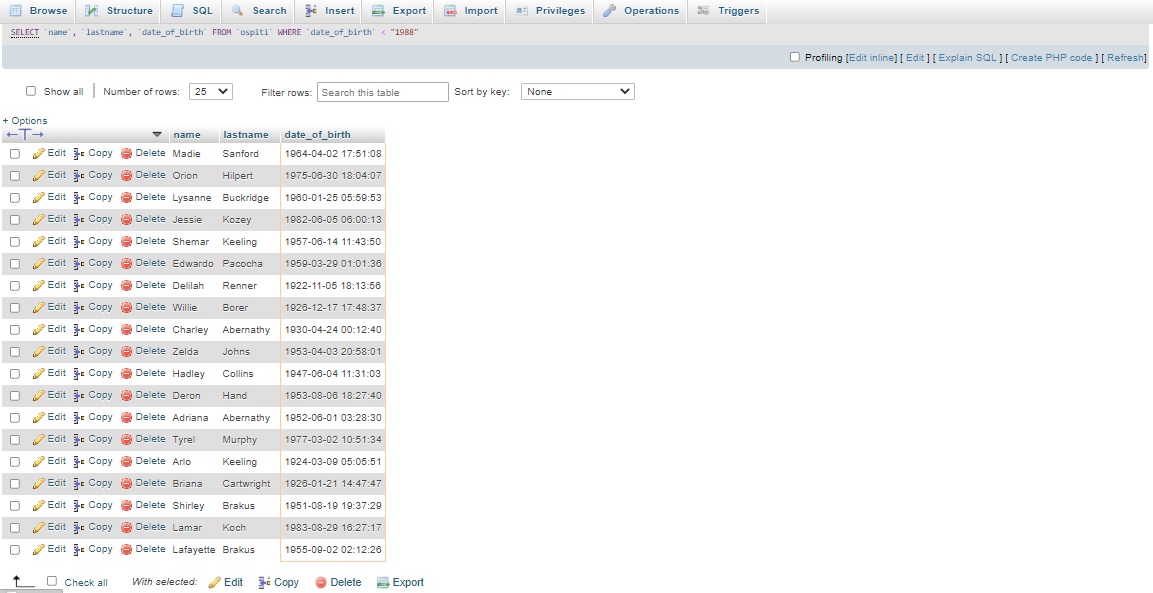 Browse Structure SQL Search Insert Export Import Privileges Operations Triggers
SELECT `name`, `lastname`, `date_of_birth` FROM `ospiti` WHERE `date_of_birth` < "1988"
Profiling [Edit inline] [ Edit ] [ Explain SQL ] [ Create PHP code ] [ Refresh]
Show all Number of rows: 25 Filter rows: Search this table Sort by key: None
+ Options
←T→ name lastname date_of_birth
Edit Copy Delete Madie Sanford 1964-04-02 17:51:08
Edit Copy Delete Orion Hilpert 1975-06-30 18:04:07
Edit Copy Delete Lysanne Buckridge 1960-01-25 05:59:53
Edit Copy Delete Jessie Kozey 1982-06-05 06:00:13
Edit Copy Delete Shemar Keeling 1957-06-14 11:43:50
Edit Copy Delete Edwardo Pacocha 1959-03-29 01:01:36
Edit Copy Delete Delilah Renner 1922-11-05 18:13:56
Edit Copy Delete Willie Borer 1926-12-17 17:48:37
Edit Copy Delete Charley Abernathy 1930-04-24 00:12:40
Edit Copy Delete Zelda Johns 1953-04-03 20:58:01
Edit Copy Delete Hadley Collins 1947-06-04 11:31:03
Edit Copy Delete Deron Hand 1953-08-06 18:27:40
Edit Copy Delete Adriana Abernathy 1952-06-01 03:28:30
Edit Copy Delete Tyrel Murphy 1977-03-02 10:51:34
Edit Copy Delete Arlo Keeling 1924-03-09 05:05:51
Edit Copy Delete Briana Cartwright 1926-01-21 14:47:47
Edit Copy Delete Shirley Brakus 1951-08-19 19:37:29
Edit Copy Delete Lamar Koch 1983-08-29 16:27:17
Edit Copy Delete Lafayette Brakus 1955-09-02 02:12:26
Check all With selected: Edit Copy Delete Export